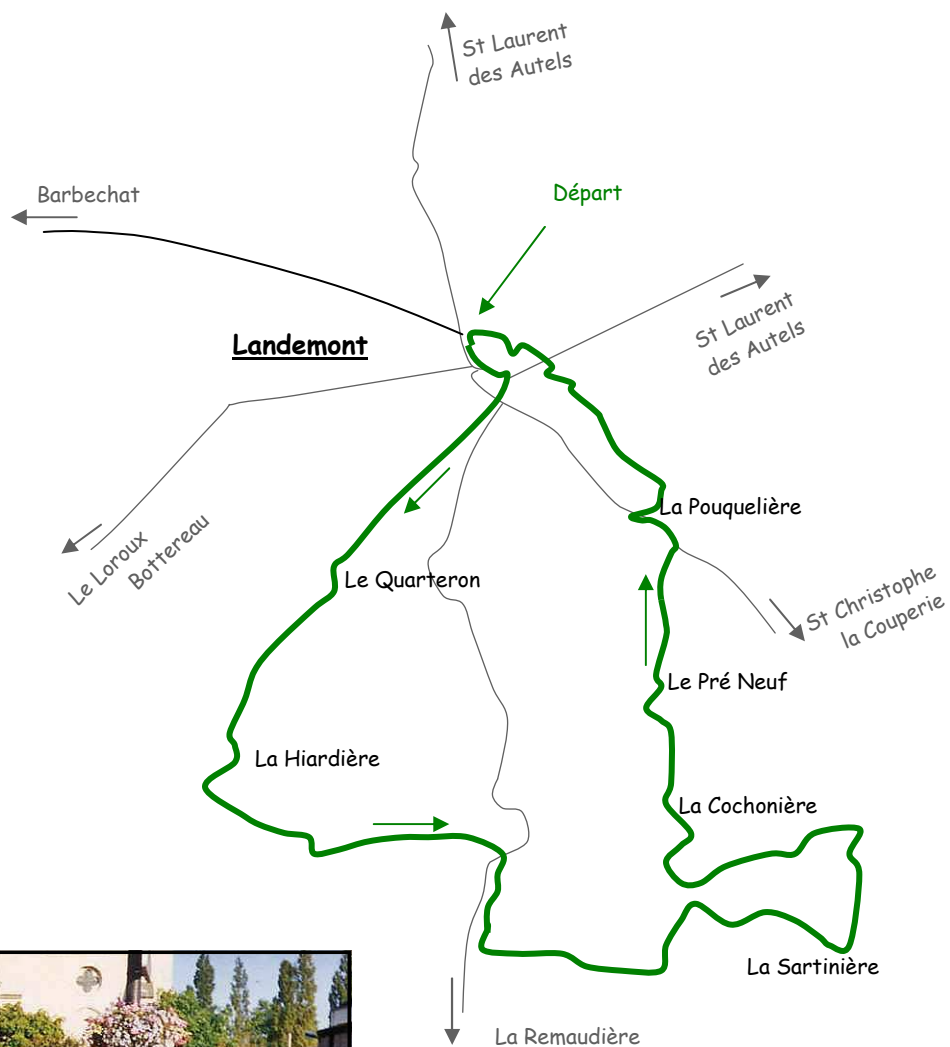 St Laurent
des Autels
Barbechat
Départ
St Laurent
des Autels
Landemont
La Pouquelière
Le Loroux
Bottereau
Le Quarteron
St Christophe
la Couperie
Le Pré Neuf
La Hiardière
La Cochonière
La Sartinière
La Remaudière